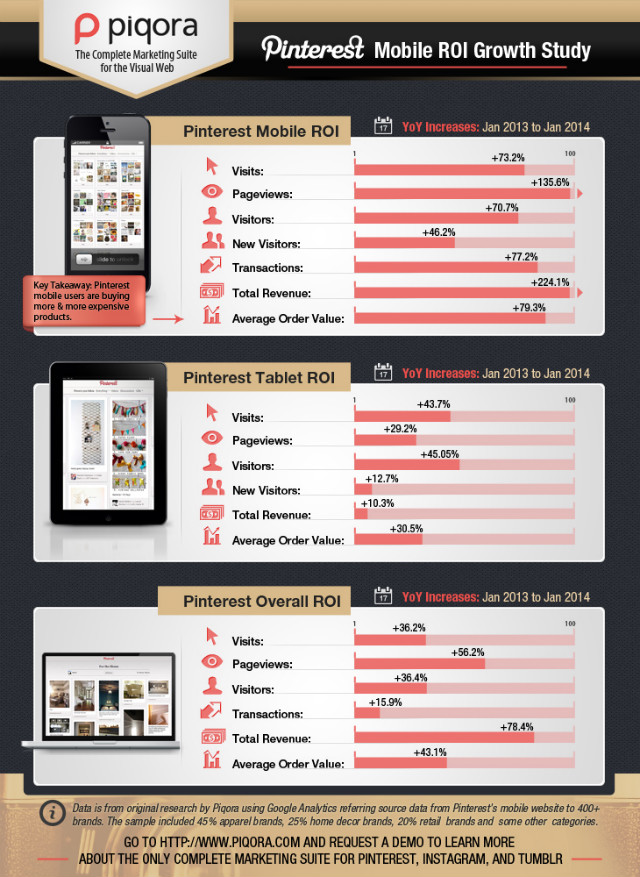 piqora
The Complete Marketing Suite
for the Visual Web
Pinterest Mobile ROI Growth Study
Pinterest Mobile ROI
17
YoY Increases: Jan 2013 to Jan 2014
1 100
Visits: +73.2%
Pageviews: +135.6%
Visitors: +70.7%
New Visitors: +46.2%
Transactions: +77.2%
Total Revenue: +224.1%
Average Order Value: +79.3%
Key Takeaway: Pinterest
mobile users are buying
more & more expensive
products.
Pinterest Tablet ROI
17
YoY Increases: Jan 2013 to Jan 2014
1 100
Visits: +43.7%
Pageviews: +29.2%
Visitors: +45.05%
New Visitors: +12.7%
Total Revenue: +10.3%
Average Order Value: +30.5%
Pinterest
Pinterest Overall ROI
17
YoY Increases: Jan 2013 to Jan 2014
1 100
Visits: +36.2%
Pageviews: +56.2%
Visitors: +36.4%
Transactions: +15.9%
Total Revenue: +78.4%
Average Order Value: +43.1%
Data is from original research by Piqora using Google Analytics referring source data from Pinterest's mobile website to 400+
brands. The sample included 45% apparel brands, 25% home decor brands, 20% retail brands and some other categories.
GO TO HTTP://WWW.PIQORA.COM AND REQUEST A DEMO TO LEARN MORE
ABOUT THE ONLY COMPLETE MARKETING SUITE FOR PINTEREST, INSTAGRAM, AND TUMBLR